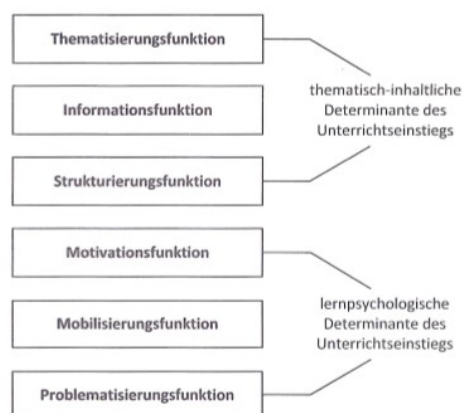 Thematisierungsfunktion
Informationsfunktion
Strukturierungsfunktion
thematisch-inhaltliche
Determinante des
Unterrichtseinstiegs
Motivationsfunktion
Mobilisierungsfunktion
Problematisierungsfunktion
lernpsychologische
Determinante des
Unterrichtseinstiegs